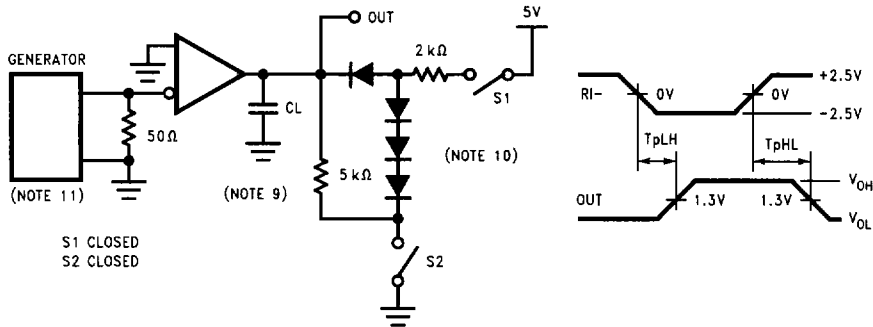 OUT
5V
GENERATOR
2 kΩ
S1
CL
50Ω
(NOTE 10)
(NOTE 11)
(NOTE 9)
5 kΩ
S1 CLOSED
S2 CLOSED
S2
RI-
0V
0V
+2.5V
-2.5V
TpLH
TpHL
OUT
1.3V
1.3V
VOH
VOL